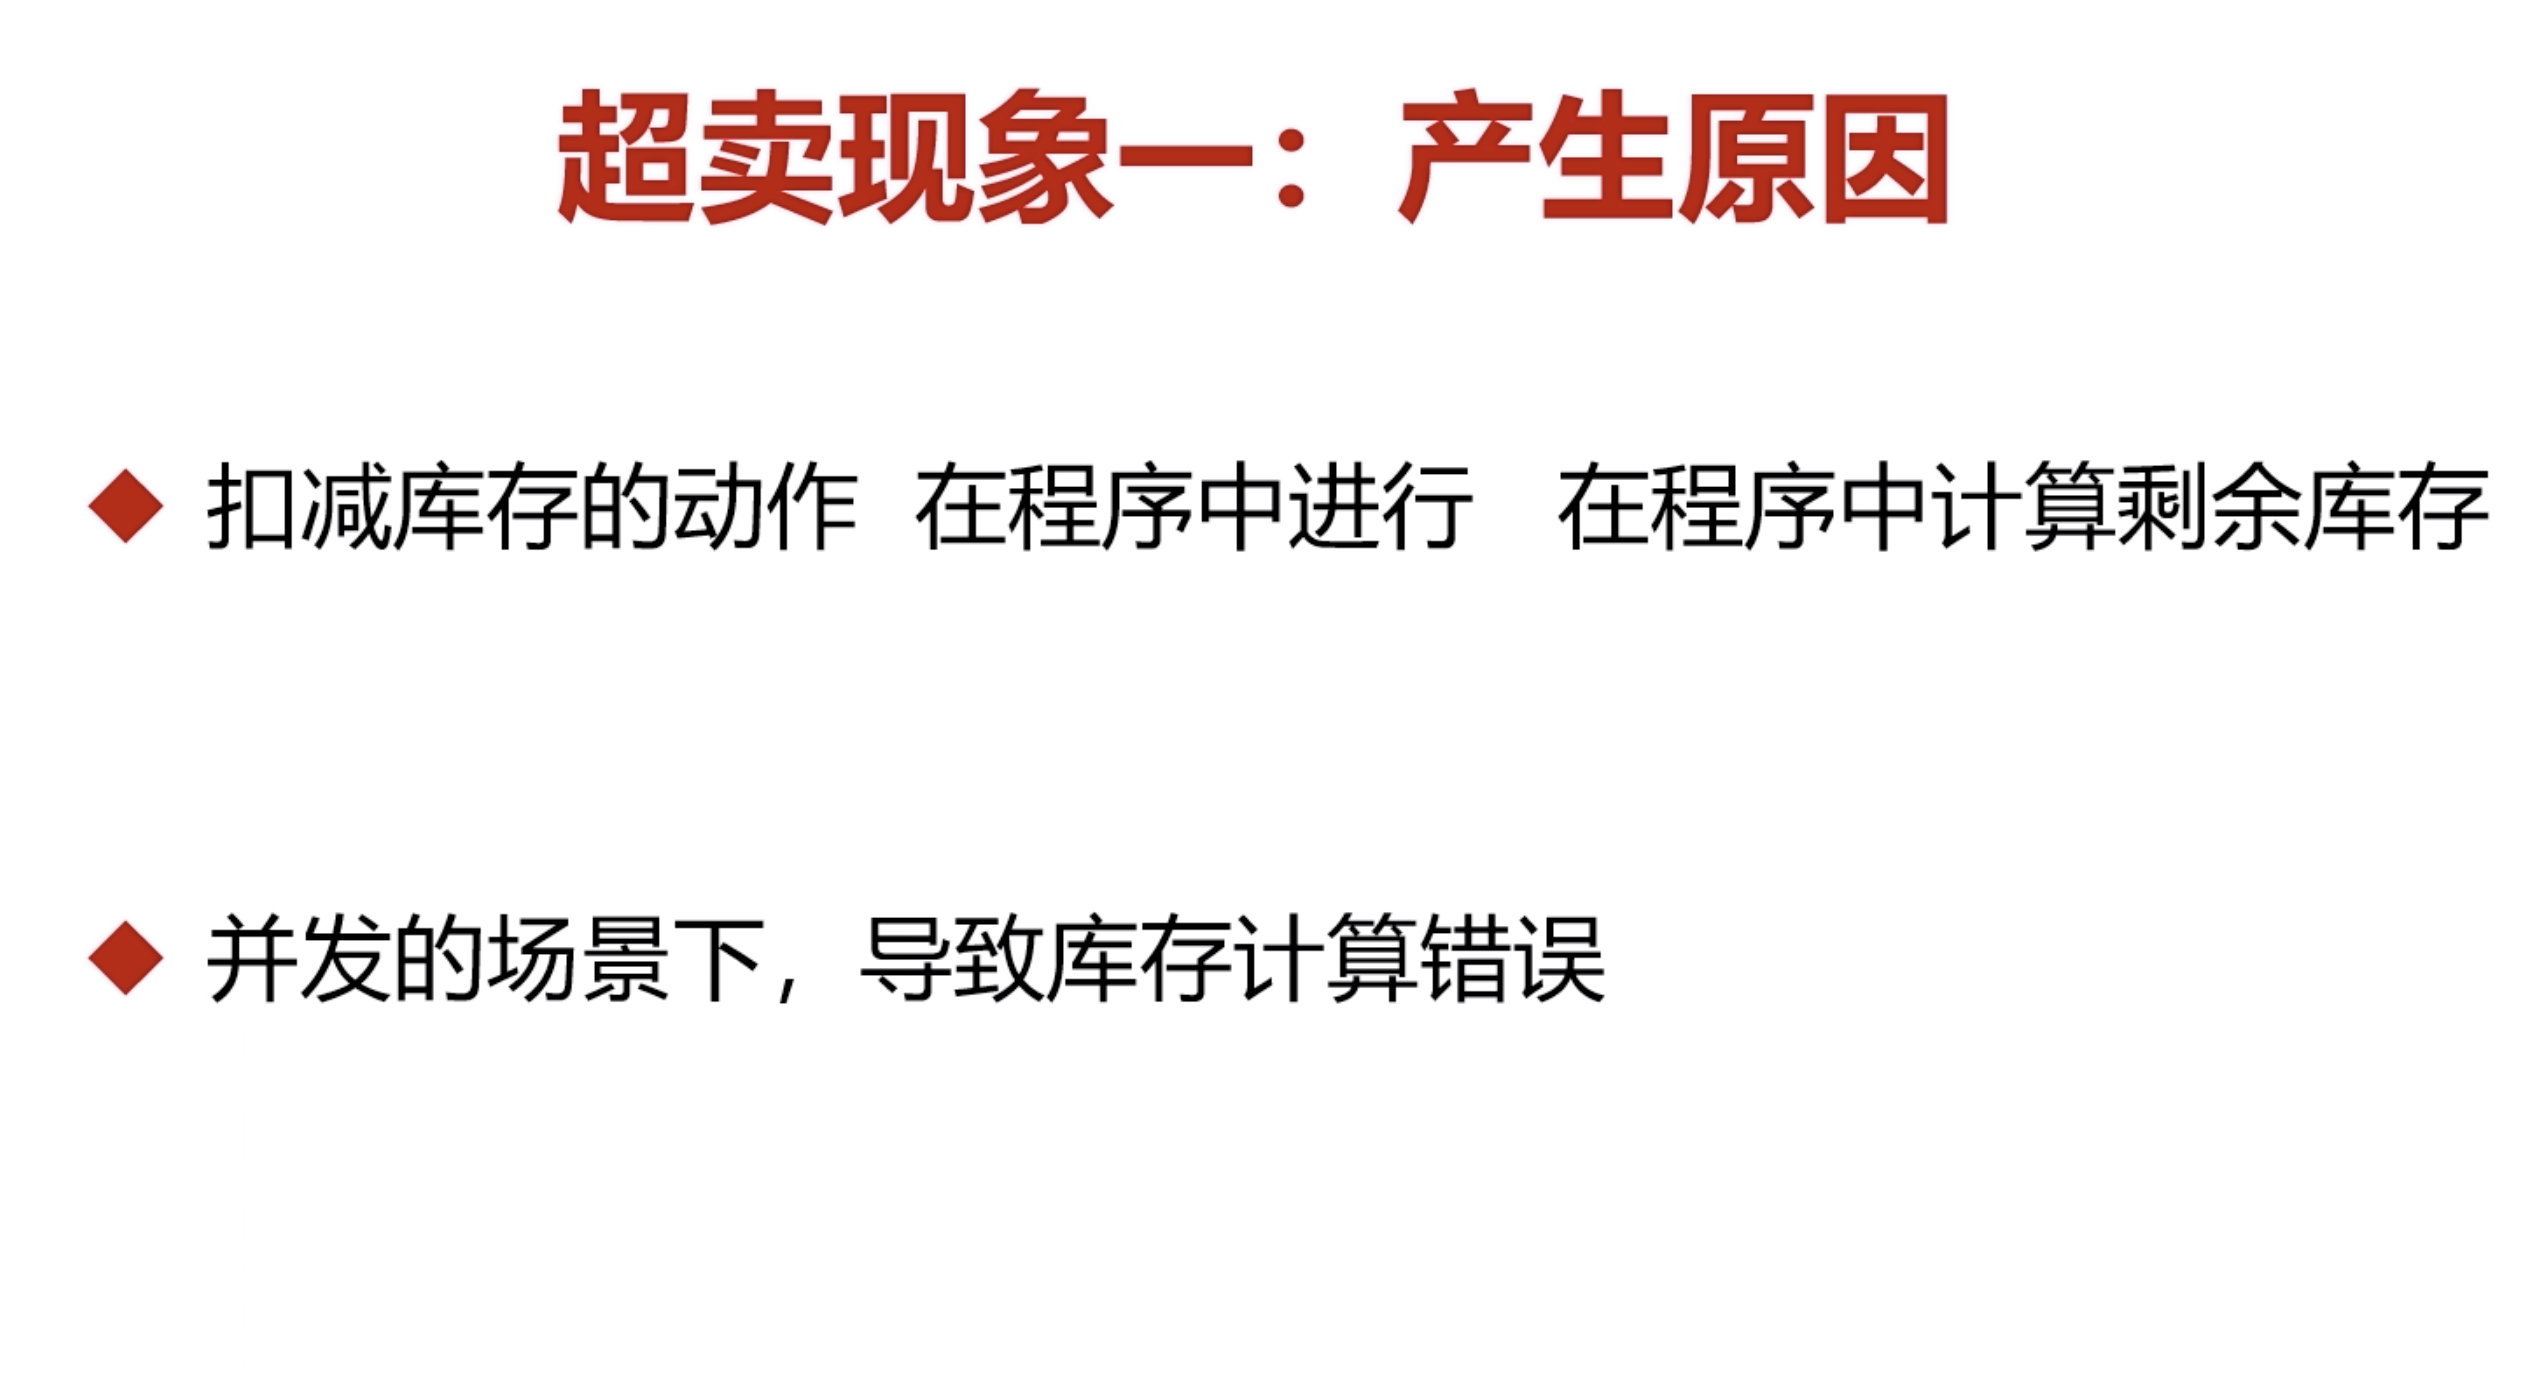 超卖现象一：产生原因
扣减库存的动作 在程序中进行 在程序中计算剩余库存
并发的场景下，导致库存计算错误